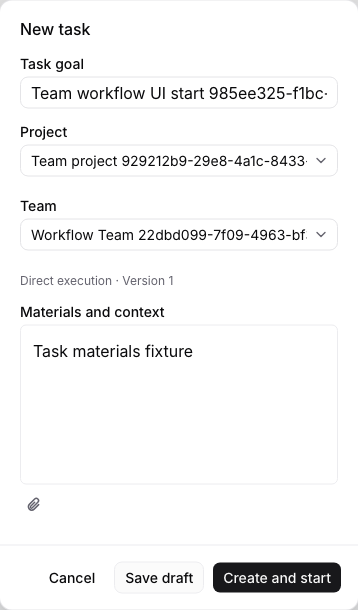 New task
Task goal
Team workflow UI start 985ee325-f1bc-
Project
Team project 929212b9-29e8-4a1c-8433-
Team
Workflow Team 22dbd099-7f09-4963-bf
Direct execution · Version 1
Materials and context
Task materials fixture
Cancel
Save draft
Create and start